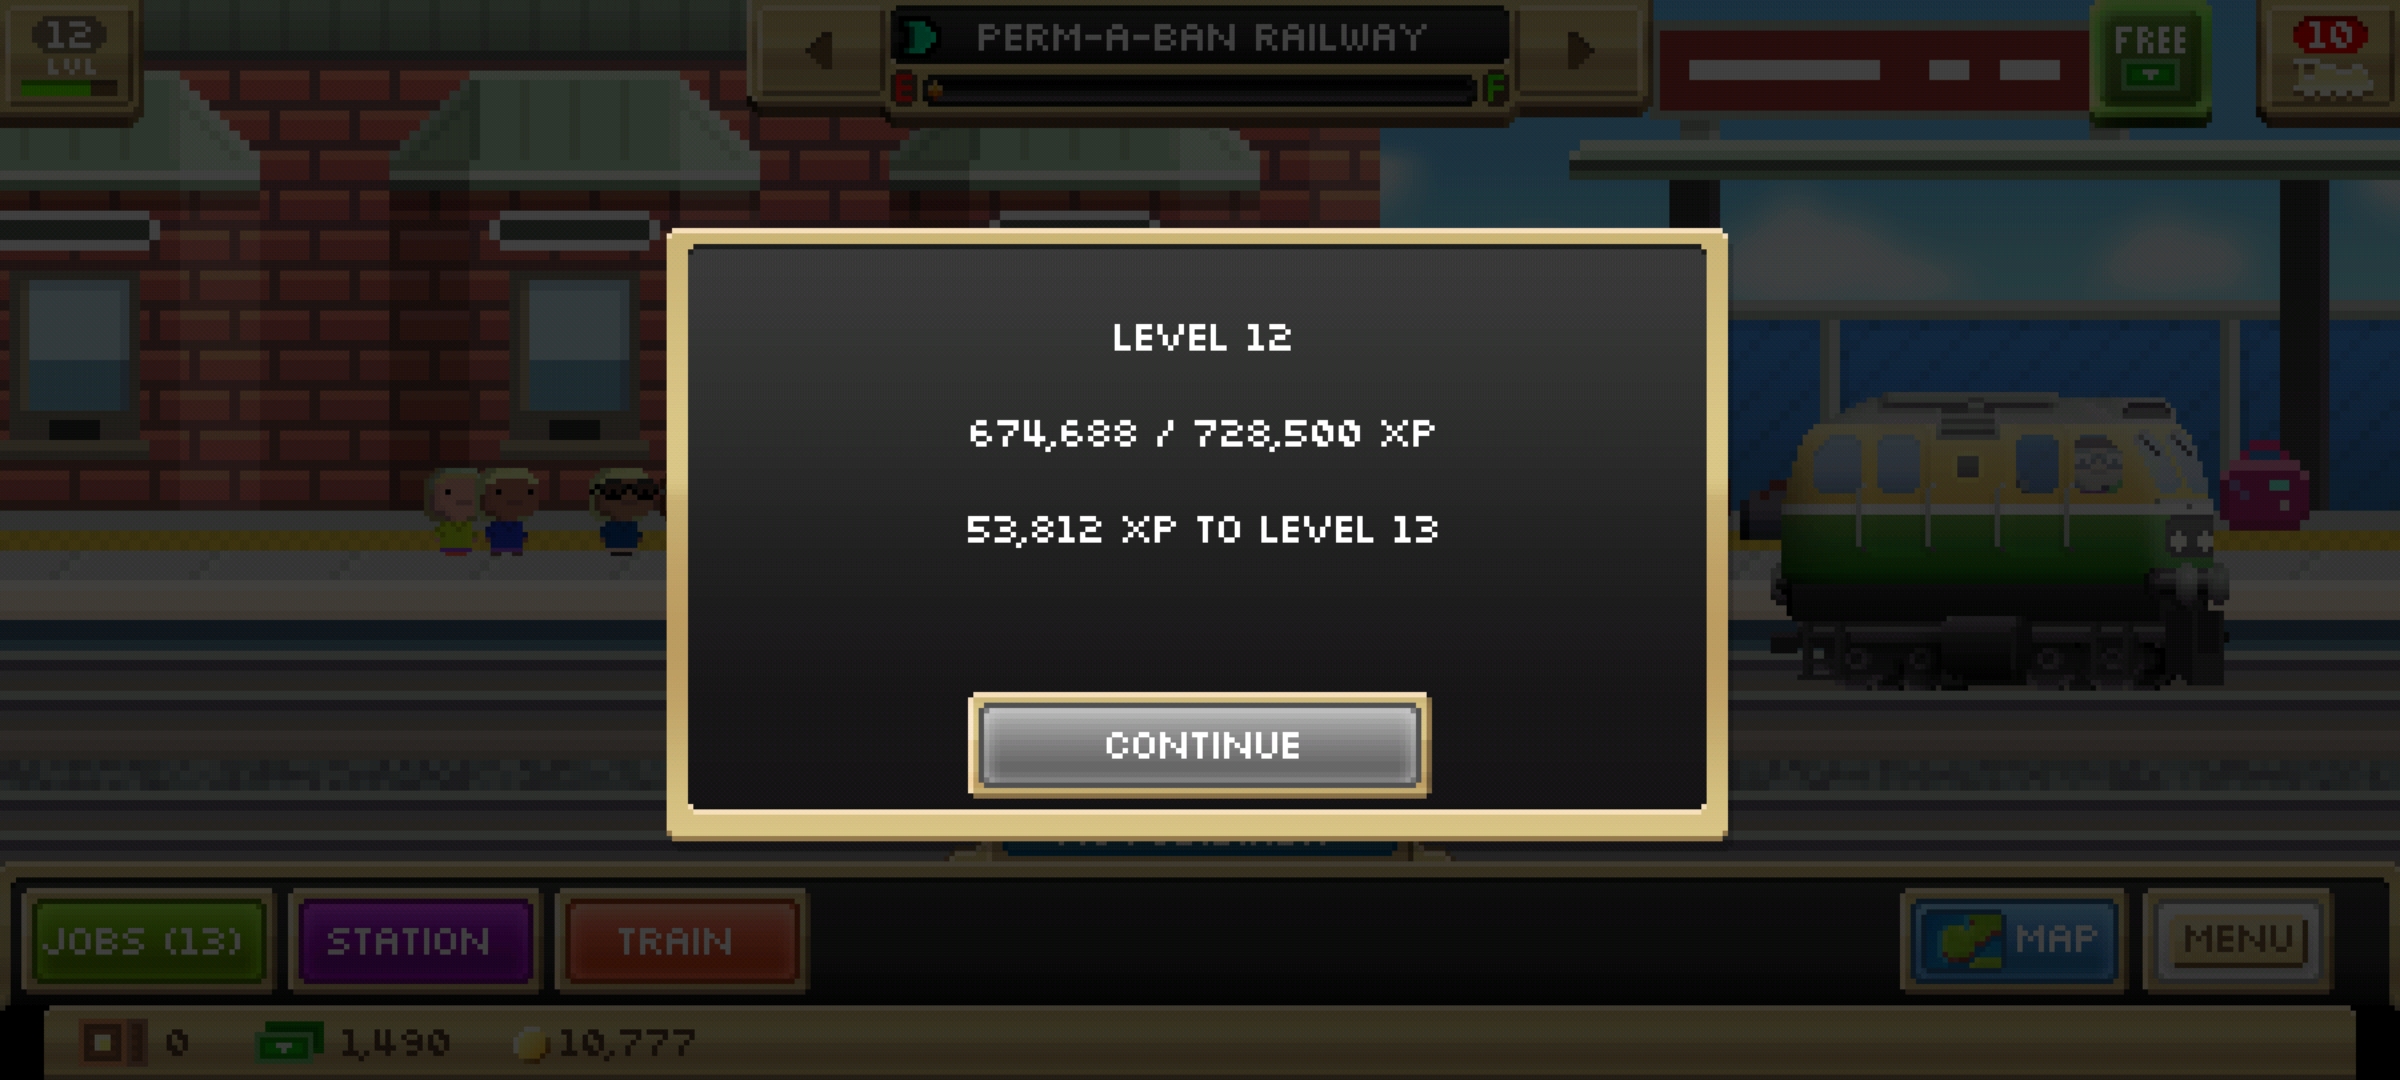 12
LVL
PERM-A-BAN RAILWAY
E
F
FREE
10
LEVEL 12
674,688 / 728,500 XP
53,812 XP TO LEVEL 13
CONTINUE
JOBS (13)
STATION
TRAIN
MAP
MENU
0
1,490
10,777